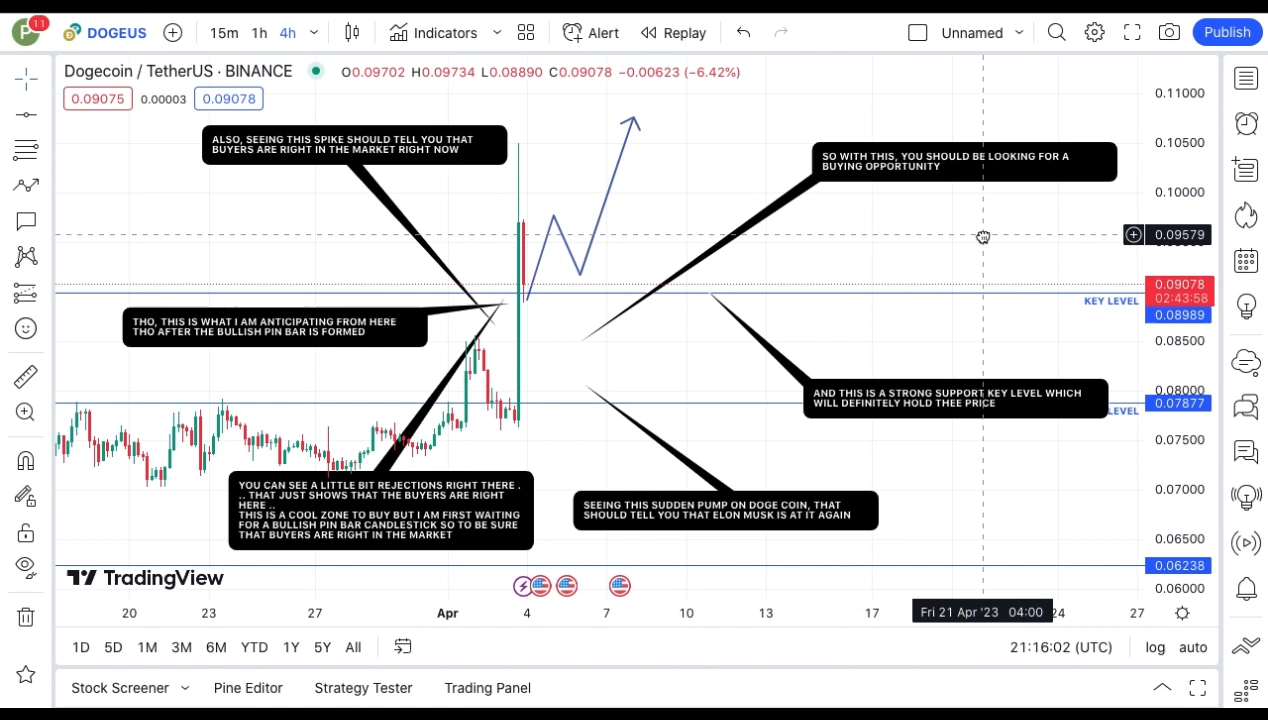 P
11
DOGEUS
15m 1h 4h
Indicators
Alert
Replay
Unnamed
Publish
Dogecoin / TetherUS · BINANCE
O0.09702 H0.09734 L0.08890 C0.09078 −0.00623 (−6.42%)
0.09075 0.00003 0.09078
ALSO, SEEING THIS SPIKE SHOULD TELL YOU THAT
BUYERS ARE RIGHT IN THE MARKET RIGHT NOW
SO WITH THIS, YOU SHOULD BE LOOKING FOR A
BUYING OPPORTUNITY
THO, THIS IS WHAT I AM ANTICIPATING FROM HERE
THO AFTER THE BULLISH PIN BAR IS FORMED
KEY LEVEL
AND THIS IS A STRONG SUPPORT KEY LEVEL WHICH
WILL DEFINITELY HOLD THEE PRICE
LEVEL
YOU CAN SEE A LITTLE BIT REJECTIONS RIGHT THERE .
.. THAT JUST SHOWS THAT THE BUYERS ARE RIGHT
HERE ..
THIS IS A COOL ZONE TO BUY BUT I AM FIRST WAITING
FOR A BULLISH PIN BAR CANDLESTICK SO TO BE SURE
THAT BUYERS ARE RIGHT IN THE MARKET
SEEING THIS SUDDEN PUMP ON DOGE COIN, THAT
SHOULD TELL YOU THAT ELON MUSK IS AT IT AGAIN
0.11000
0.10500
0.10000
0.09579
0.09078
02:43:58
0.08989
0.08500
0.08000
0.07877
0.07500
0.07000
0.06500
0.06238
0.06000
TradingView
20 23 27 Apr 4 7 10 13 17 Fri 21 Apr '23 04:00 24 27
1D 5D 1M 3M 6M YTD 1Y 5Y All
21:16:02 (UTC) log auto
Stock Screener Pine Editor Strategy Tester Trading Panel